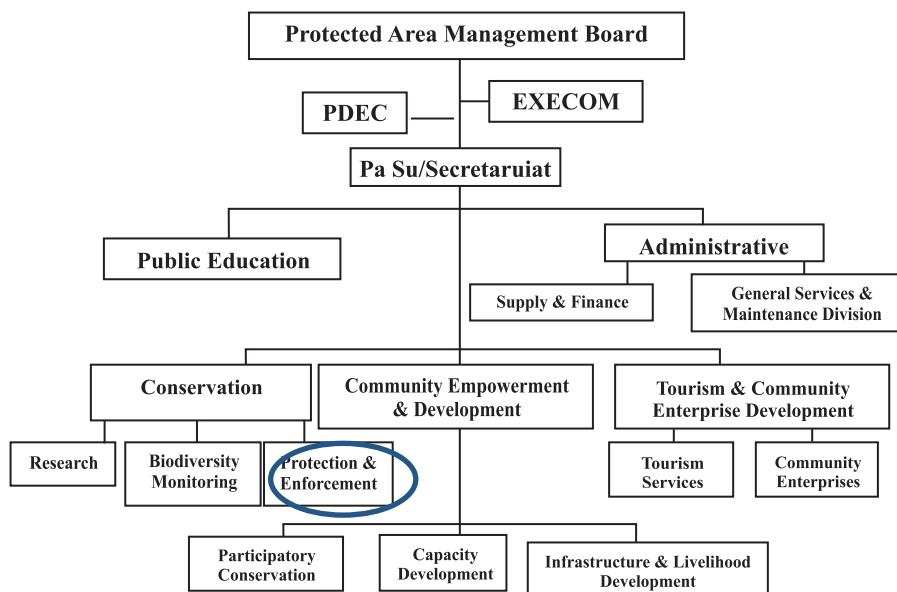 Protected Area Management Board
PDEC
EXECOM
Pa Su/Secretaruiat
Public Education
Administrative
Supply & Finance
General Services &
Maintenance Division
Conservation
Community Empowerment
& Development
Tourism & Community
Enterprise Development
Research
Biodiversity
Monitoring
Protection &
Enforcement
Tourism
Services
Community
Enterprises
Participatory
Conservation
Capacity
Development
Infrastructure & Livelihood
Development